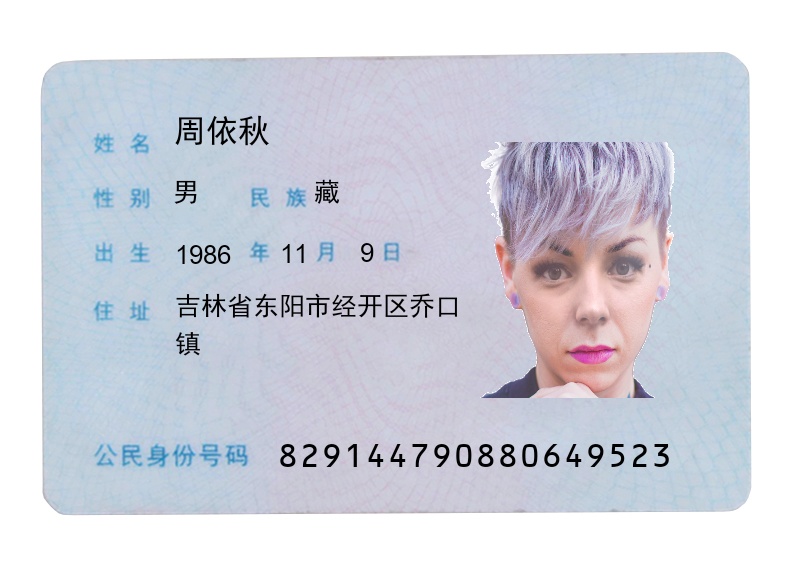 姓名 周依秋
性别 男 民族 藏
出生 1986 年 11 月 9 日
住址 吉林省东阳市经开区乔口
镇
公民身份号码 829144790880649523